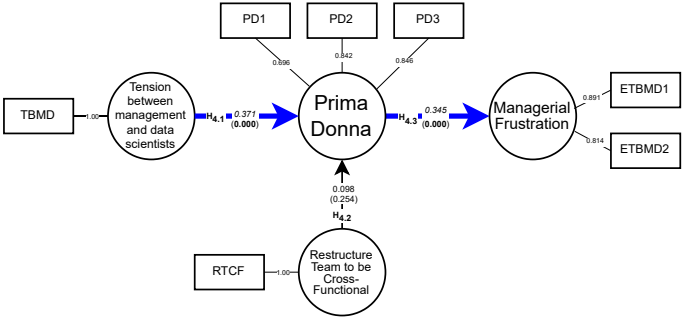 PD1 PD2 PD3
0.696 0.842 0.846
TBMD
1.00
Tension
between
management
and data
scientists
H4.1
0.371
(0.000)
Prima
Donna
H4.3
0.345
(0.000)
Managerial
Frustration
0.891
ETBMD1
0.814
ETBMD2
0.098
(0.254)
H4.2
RTCF
1.00
Restructure
Team to be
Cross-
Functional